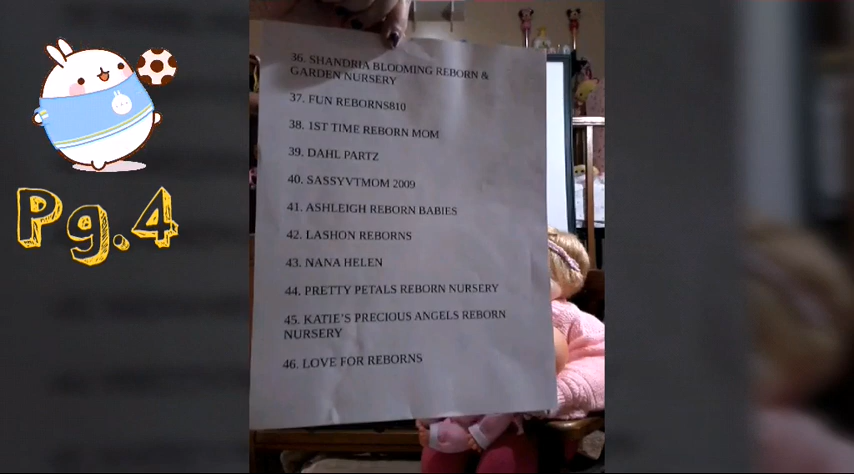 36. SHANDRIA BLOOMING REBORN &
GARDEN NURSERY
37. FUN REBORNS810
38. 1ST TIME REBORN MOM
39. DAHL PARTZ
40. SASSYVTMOM 2009
41. ASHLEIGH REBORN BABIES
42. LASHON REBORNS
43. NANA HELEN
44. PRETTY PETALS REBORN NURSERY
45. KATIE'S PRECIOUS ANGELS REBORN
NURSERY
46. LOVE FOR REBORNS
Pg.4